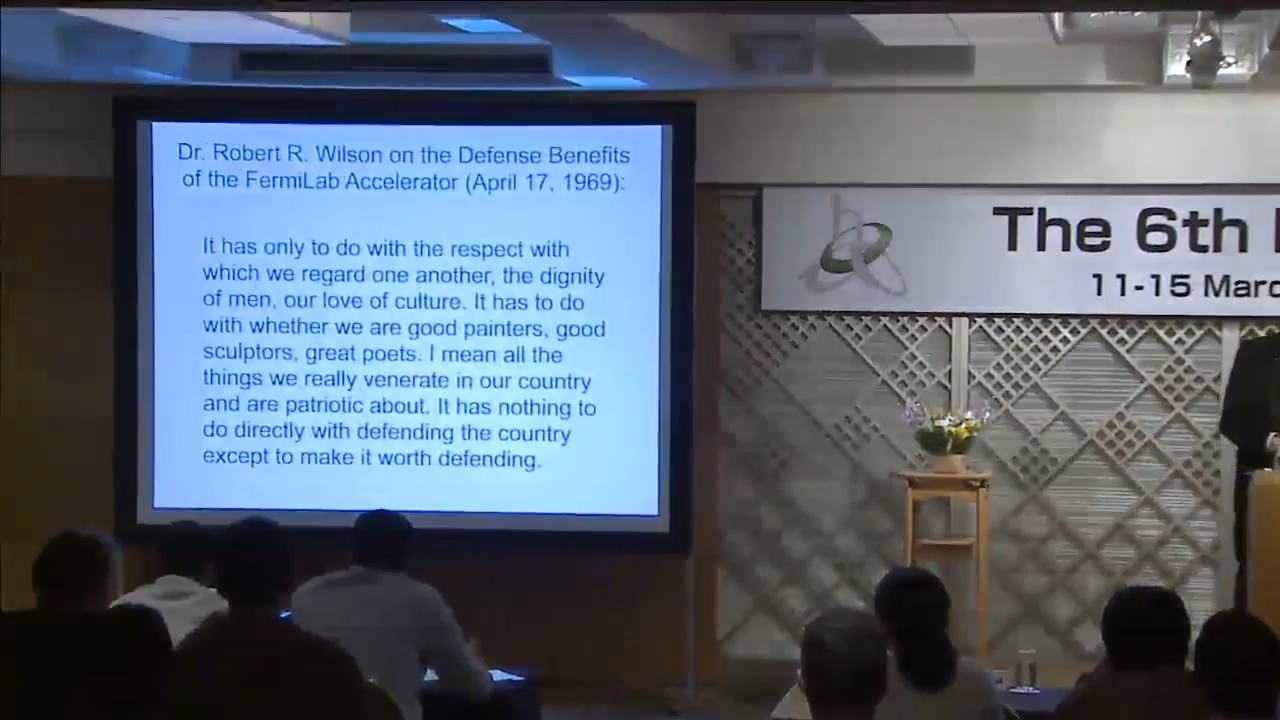 Dr. Robert R. Wilson on the Defense Benefits
of the FermiLab Accelerator (April 17, 1969):
It has only to do with the respect with
which we regard one another, the dignity
of men, our love of culture. It has to do
with whether we are good painters, good
sculptors, great poets. I mean all the
things we really venerate in our country
and are patriotic about. It has nothing to
do directly with defending the country
except to make it worth defending.
The 6th
11-15 Marc